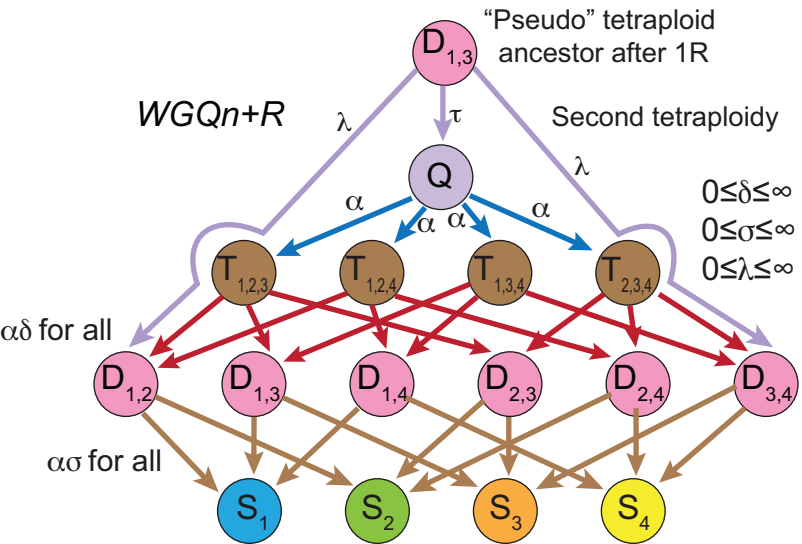 “Pseudo” tetraploid
ancestor after 1R
D1,3
WGQn+R
λ
τ
Second tetraploidy
λ
Q
0≤δ≤∞
0≤σ≤∞
0≤λ≤∞
α
α
α
α
T1,2,3
T1,2,4
T1,3,4
T2,3,4
αδ for all
D1,2
D1,3
D1,4
D2,3
D2,4
D3,4
ασ for all
S1
S2
S3
S4